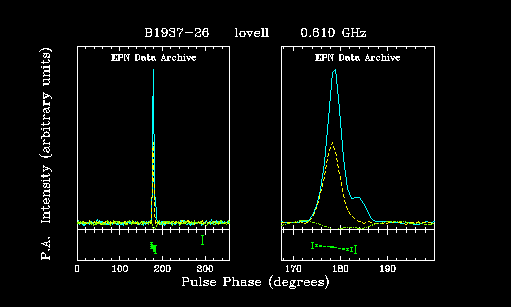 B1937-26 lovell 0.610 GHz
EPN Data Archive EPN Data Archive
P.A. Intensity (arbitrary units)
0 100 200 300 170 180 190
Pulse Phase (degrees)